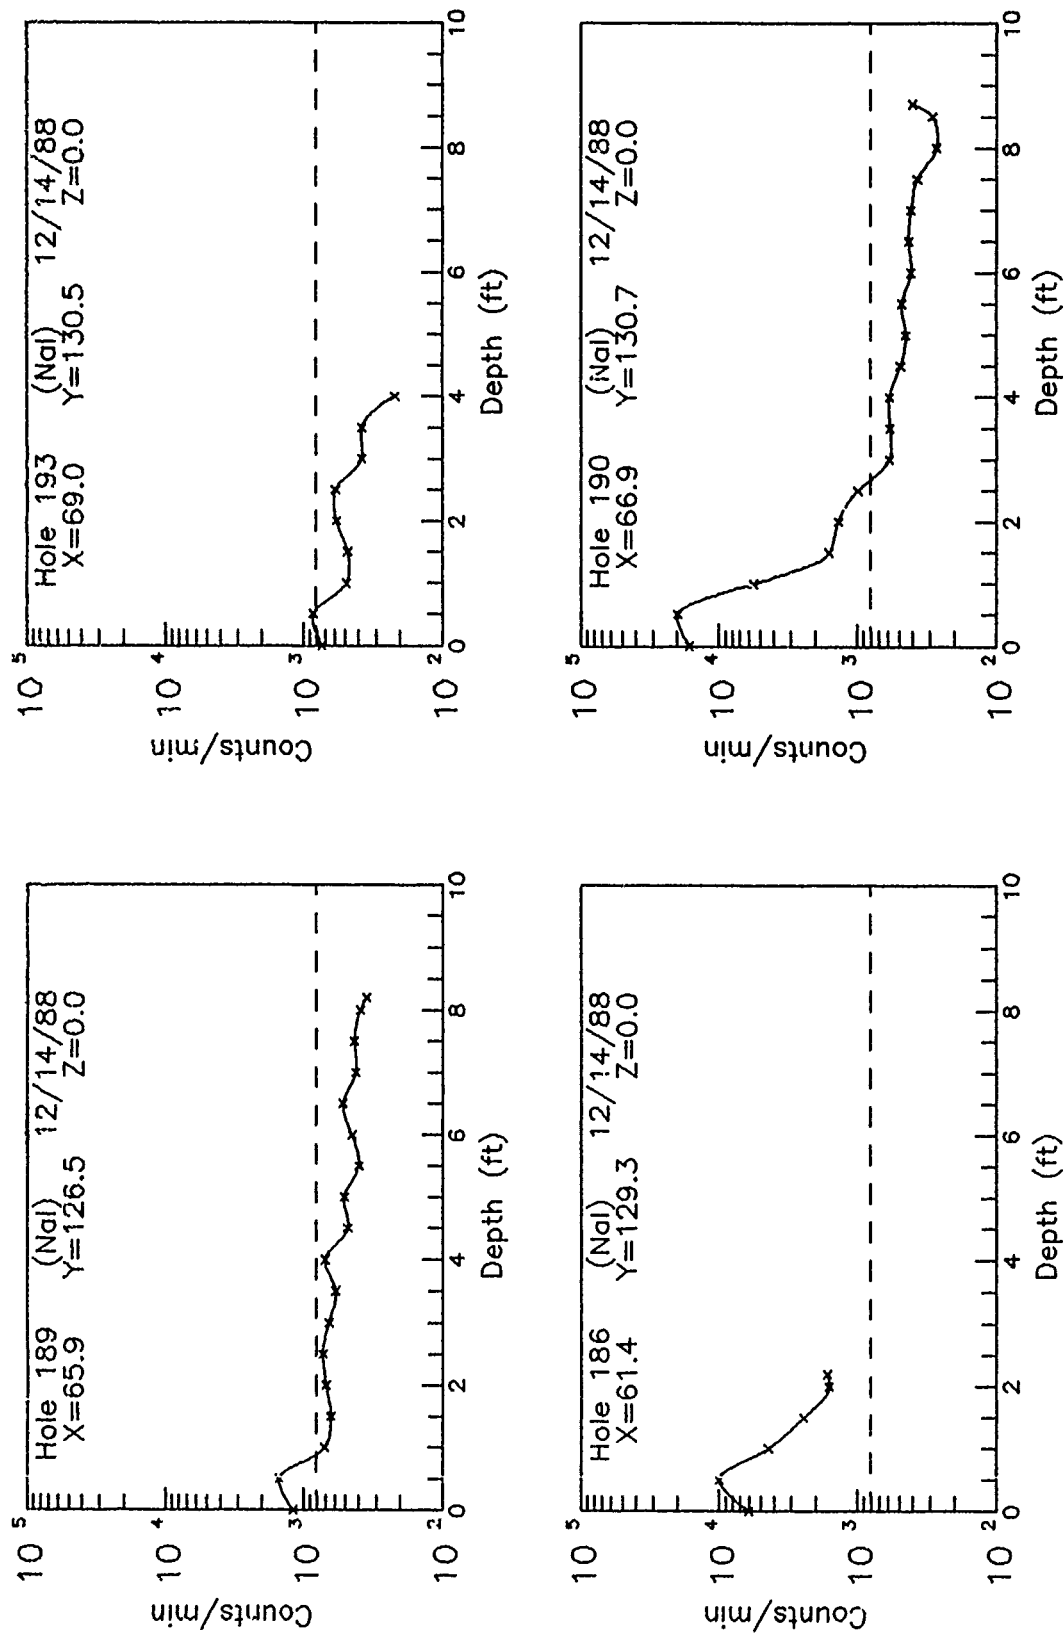 Hole 189 (NaI) 12/14/88
X=65.9 Y=126.5 Z=0.0
10^5
10^4
10^3
10^2
Counts/min
0 2 4 6 8 10
Depth (ft)
Hole 193 (NaI) 12/14/88
X=69.0 Y=130.5 Z=0.0
10^5
10^4
10^3
10^2
Counts/min
0 2 4 6 8 10
Depth (ft)
Hole 186 (NaI) 12/14/88
X=61.4 Y=129.3 Z=0.0
10^5
10^4
10^3
10^2
Counts/min
0 2 4 6 8 10
Depth (ft)
Hole 190 (NaI) 12/14/88
X=66.9 Y=130.7 Z=0.0
10^5
10^4
10^3
10^2
Counts/min
0 2 4 6 8 10
Depth (ft)